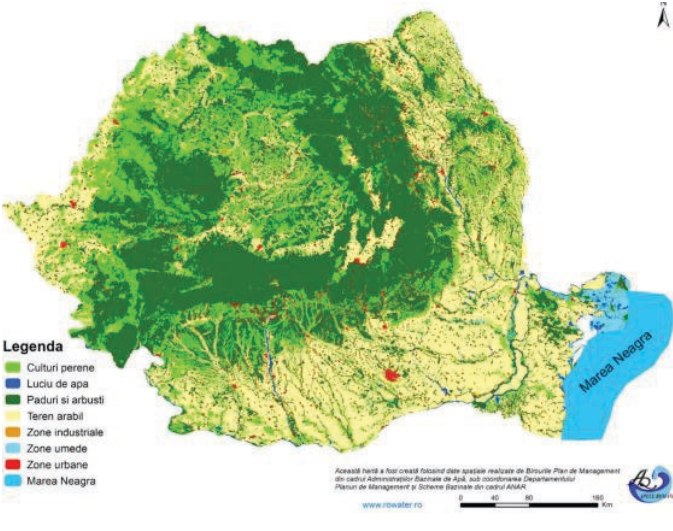 Marea Neagra
Legenda
Culturi perene
Luciu de apa
Paduri si arbusti
Teren arabil
Zone industriale
Zone umede
Zone urbane
Marea Neagra
Această hartă a fost creată folosind date spațiale realizate de Birourile Plan de Management
din cadrul Administrațiilor Bazinale de Apă, sub coordonarea Departamentului
Planuri de Management și Scheme Bazinale din cadrul ANAR.
www.rowater.ro
0 40 80 160
Km